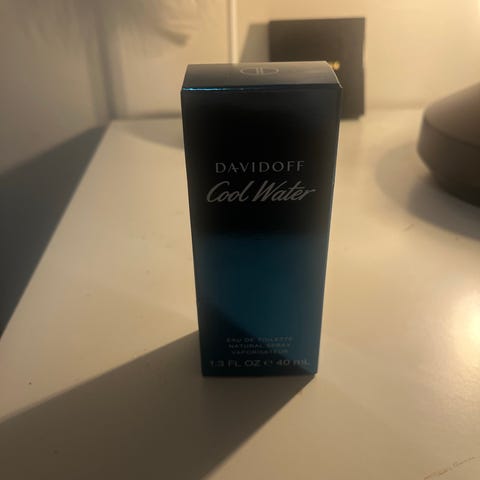 DAVIDOFF
Cool Water
EAU DE TOILETTE
NATURAL SPRAY
VAPORISATEUR
1.3 FL OZ e 40 mL